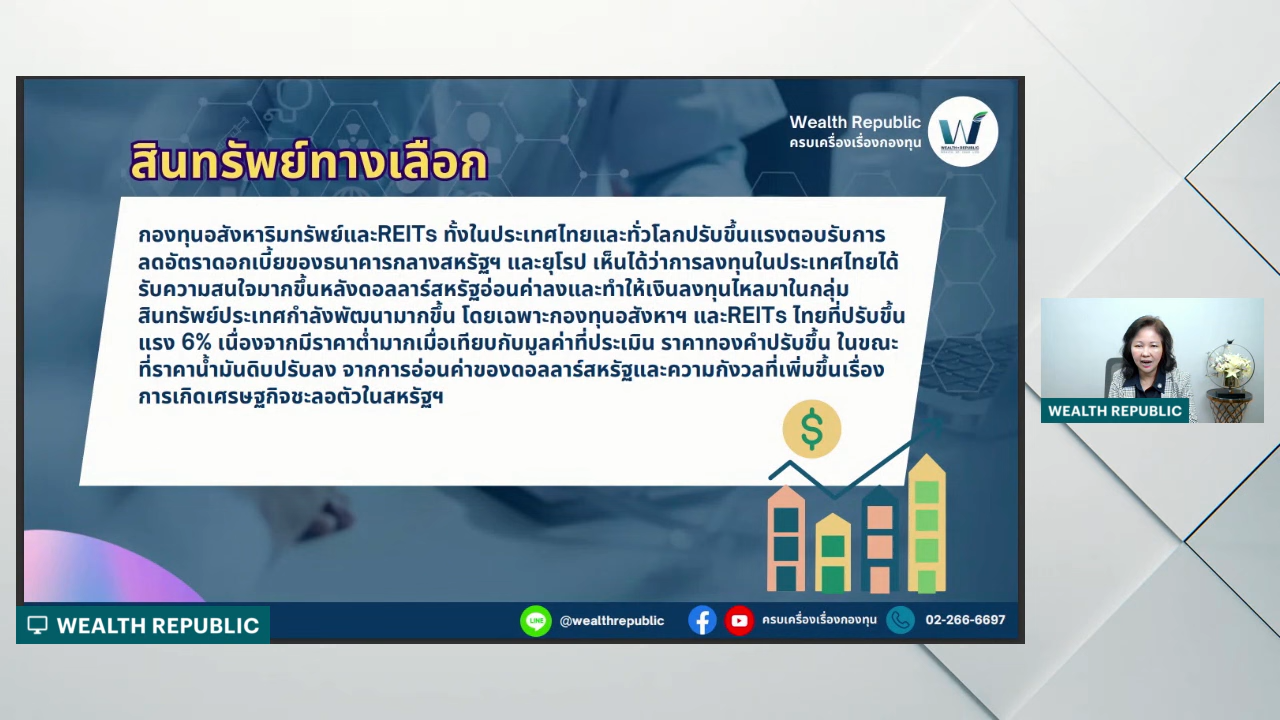 Wealth Republic
ครบเครื่องเรื่องกองทุน
สินทรัพย์ทางเลือก
กองทุนอสังหาริมทรัพย์และREITs ทั้งในประเทศไทยและทั่วโลกปรับขึ้นแรงตอบรับการ
ลดอัตราดอกเบี้ยของธนาคารกลางสหรัฐฯ และยุโรป เห็นได้ว่าการลงทุนในประเทศไทยได้
รับความสนใจมากขึ้นหลังดอลลาร์สหรัฐอ่อนค่าลงและทำให้เงินลงทุนไหลมาในกลุ่ม
สินทรัพย์ประเทศกำลังพัฒนามากขึ้น โดยเฉพาะกองทุนอสังหาฯ และREITs ไทยที่ปรับขึ้น
แรง 6% เนื่องจากมีราคาต่ำมากเมื่อเทียบกับมูลค่าที่ประเมิน ราคาทองคำปรับขึ้น ในขณะ
ที่ราคาน้ำมันดิบปรับลง จากการอ่อนค่าของดอลลาร์สหรัฐและความกังวลที่เพิ่มขึ้นเรื่อง
การเกิดเศรษฐกิจชะลอตัวในสหรัฐฯ
$
WEALTH REPUBLIC
WEALTH REPUBLIC
LINE @wealthrepublic
ครบเครื่องเรื่องกองทุน
02-266-6697